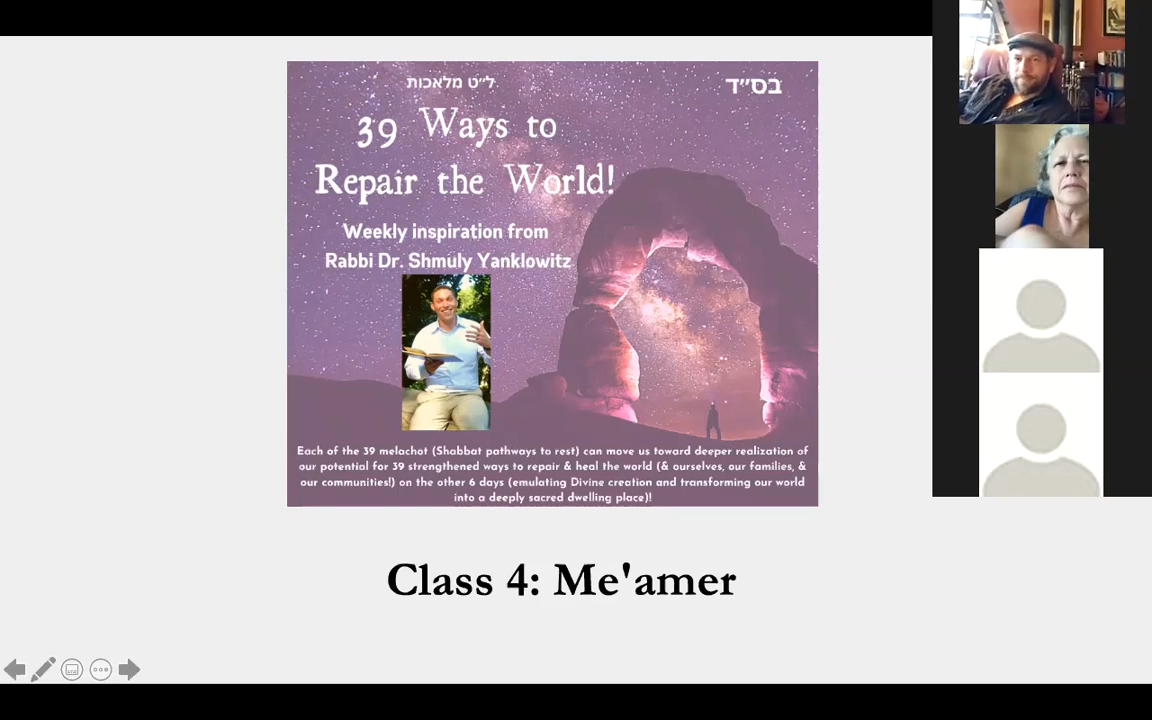 ל״ט מלאכות
בס״ד
39 Ways to
Repair the World!
Weekly inspiration from
Rabbi Dr. Shmuly Yanklowitz
Each of the 39 melachot (Shabbat pathways to rest) can move us toward deeper realization of
our potential for 39 strengthened ways to repair & heal the world (& ourselves, our families, &
our communities!) on the other 6 days (emulating Divine creation and transforming our world
into a deeply sacred dwelling place)!
Class 4: Me'amer